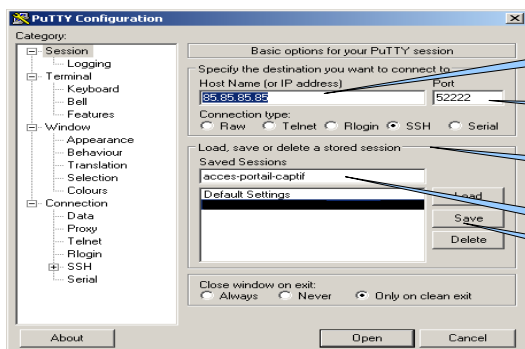 PuTTY Configuration
Category:
Session
Logging
Terminal
Keyboard
Bell
Features
Window
Appearance
Behaviour
Translation
Selection
Colours
Connection
Data
Proxy
Telnet
Rlogin
SSH
Serial
Basic options for your PuTTY session
Specify the destination you want to connect to
Host Name (or IP address) Port
85.85.85.85 52222
Connection type:
Raw Telnet Rlogin SSH Serial
Load, save or delete a stored session
Saved Sessions
acces-portail-captif
Default Settings
Load
Save
Delete
Close window on exit:
Always Never Only on clean exit
About Open Cancel